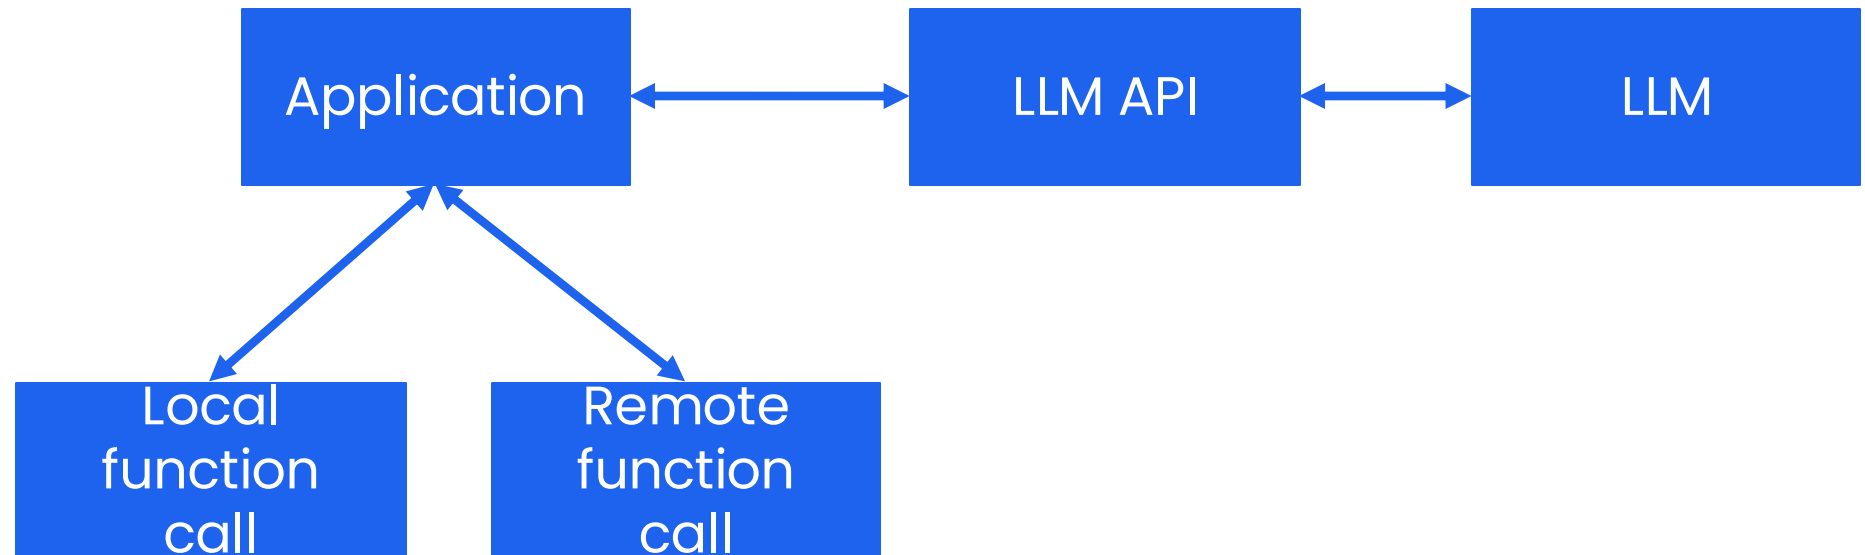 Application
LLM API
LLM
Local
function
call
Remote
function
call